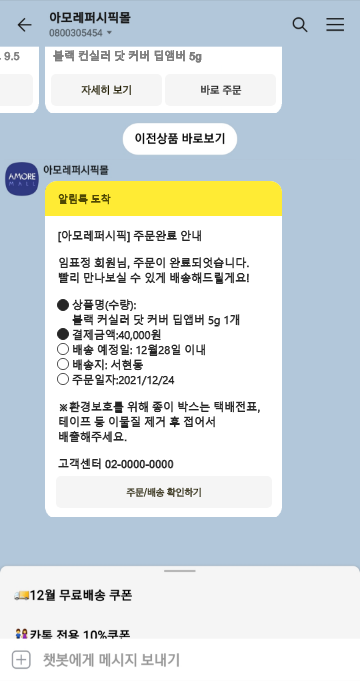 아모레퍼시픽몰
0800305454
9.5
블랙 컨실러 닷 커버 딥앰버 5g
자세히 보기
바로 주문
이전상품 바로보기
AMORE
MALL
아모레퍼시픽몰
알림톡 도착
[아모레퍼시픽] 주문완료 안내
임표정 회원님, 주문이 완료되엇습니다.
빨리 만나보실 수 있게 배송해드릴게요!
● 상품명(수량):
블랙 커실러 닷 커버 딥앱버 5g 1개
● 결제금액:40,000원
○ 배송 예정일: 12월28일 이내
○ 배송지: 서현동
○ 주문일자:2021/12/24
※환경보호를 위해 종이 박스는 택배전표,
테이프 등 이물질 제거 후 접어서
배출해주세요.
고객센터 02-0000-0000
주문/배송 확인하기
🚚12월 무료배송 쿠폰
👫카톡 전용 10%쿠폰
챗봇에게 메시지 보내기